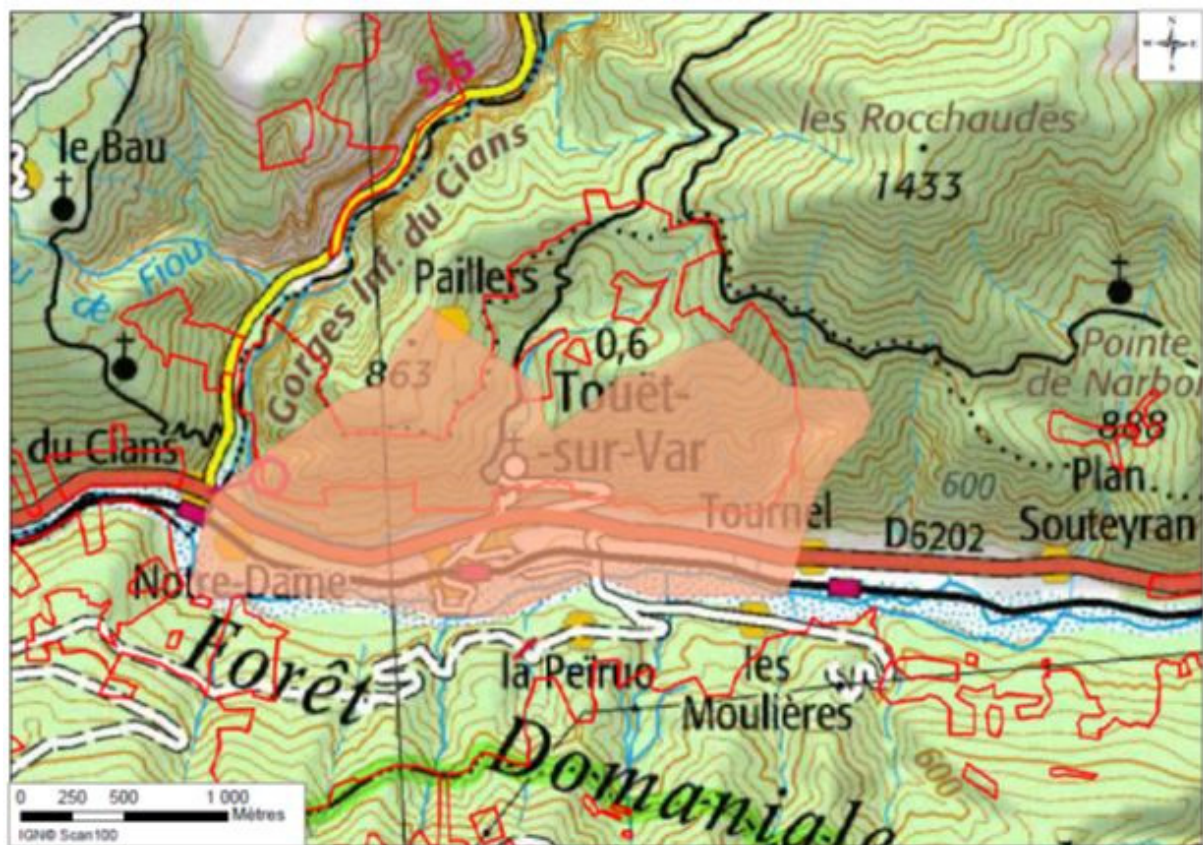 5,5
N
les Rocchaudes
le Bau
1433
Gorges Inf. du Cians
de Fiou
Paillers
0,6
Pointe
863
de Narbo
Touët-
888
-sur-Var
du Cians
600
Plan...
Tournel
D6202
Souteyran
Notre-Dame
Forêt
la Peïruo
les
Moulières
Domaniale
600
0 250 500 1 000
Mètres
IGN© Scan100